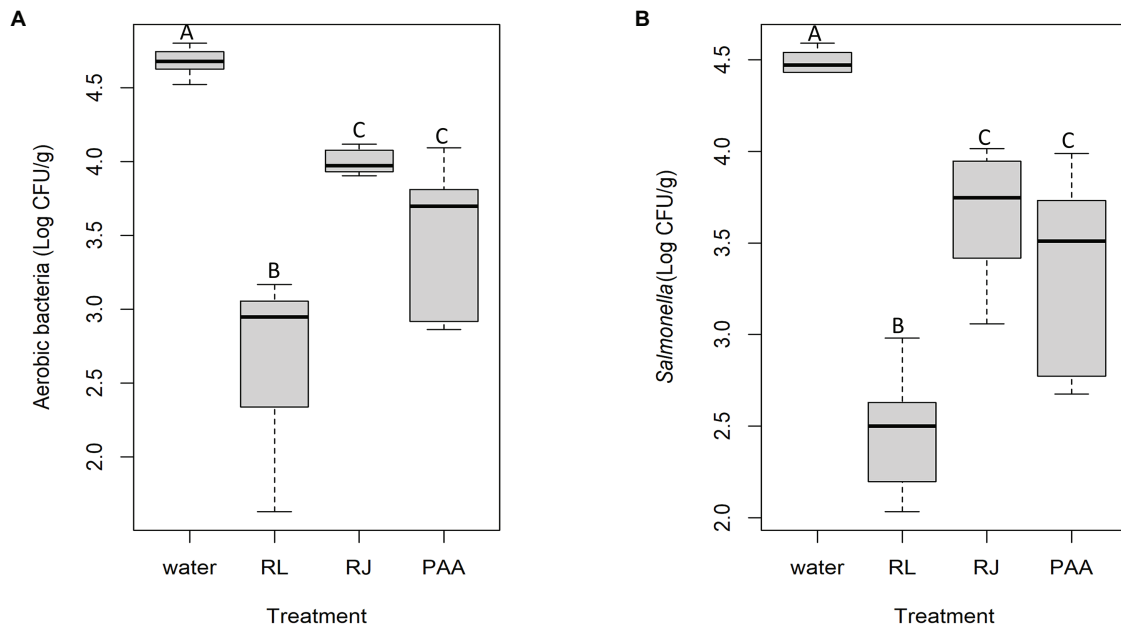 A
Aerobic bacteria (Log CFU/g)
4.5
4.0
3.5
3.0
2.5
2.0
A
B
C
C
water RL RJ PAA
Treatment
B
Salmonella(Log CFU/g)
4.5
4.0
3.5
3.0
2.5
2.0
A
B
C
C
water RL RJ PAA
Treatment